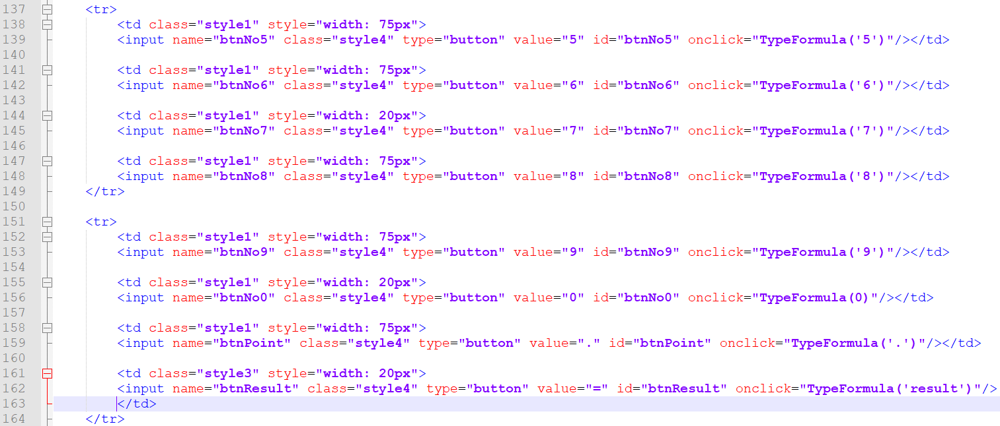 137 <tr>
138 <td class="style1" style="width: 75px">
139 <input name="btnNo5" class="style4" type="button" value="5" id="btnNo5" onclick="TypeFormula('5')"/></td>
140
141 <td class="style1" style="width: 75px">
142 <input name="btnNo6" class="style4" type="button" value="6" id="btnNo6" onclick="TypeFormula('6')"/></td>
143
144 <td class="style1" style="width: 20px">
145 <input name="btnNo7" class="style4" type="button" value="7" id="btnNo7" onclick="TypeFormula('7')"/></td>
146
147 <td class="style1" style="width: 75px">
148 <input name="btnNo8" class="style4" type="button" value="8" id="btnNo8" onclick="TypeFormula('8')"/></td>
149 </tr>
150
151 <tr>
152 <td class="style1" style="width: 75px">
153 <input name="btnNo9" class="style4" type="button" value="9" id="btnNo9" onclick="TypeFormula('9')"/></td>
154
155 <td class="style1" style="width: 20px">
156 <input name="btnNo0" class="style4" type="button" value="0" id="btnNo0" onclick="TypeFormula(0)"/></td>
157
158 <td class="style1" style="width: 75px">
159 <input name="btnPoint" class="style4" type="button" value="." id="btnPoint" onclick="TypeFormula('.')"/></td>
160
161 <td class="style3" style="width: 20px">
162 <input name="btnResult" class="style4" type="button" value="=" id="btnResult" onclick="TypeFormula('result')"/>
163 </td>
164 </tr>